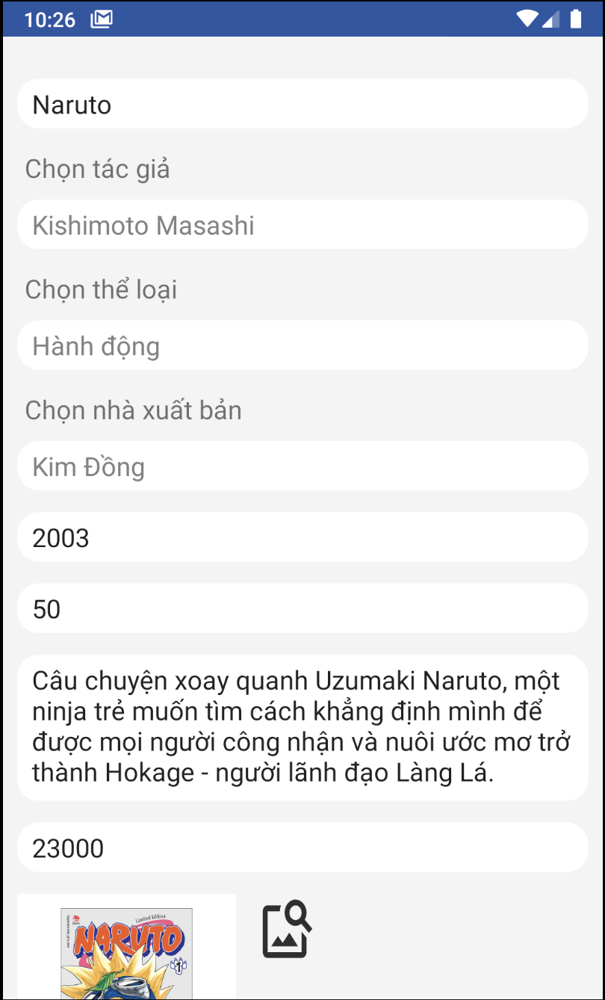 10:26
Naruto
Chọn tác giả
Kishimoto Masashi
Chọn thể loại
Hành động
Chọn nhà xuất bản
Kim Đồng
2003
50
Câu chuyện xoay quanh Uzumaki Naruto, một
ninja trẻ muốn tìm cách khẳng định mình để
được mọi người công nhận và nuôi ước mơ trở
thành Hokage - người lãnh đạo Làng Lá.
23000
Limited Edition
NARUTO
1